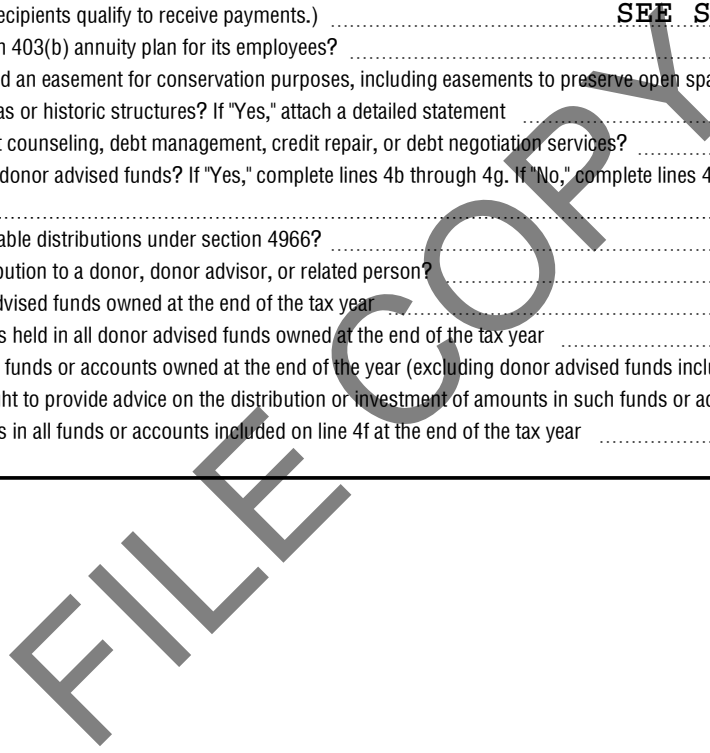 ecipients qualify to receive payments.) SEE S
n 403(b) annuity plan for its employees?
d an easement for conservation purposes, including easements to preserve open spa
as or historic structures? If "Yes," attach a detailed statement
t counseling, debt management, credit repair, or debt negotiation services?
donor advised funds? If "Yes," complete lines 4b through 4g. If "No," complete lines 4
able distributions under section 4966?
bution to a donor, donor advisor, or related person?
dvised funds owned at the end of the tax year
s held in all donor advised funds owned at the end of the tax year
funds or accounts owned at the end of the year (excluding donor advised funds inclu
ht to provide advice on the distribution or investment of amounts in such funds or ac
s in all funds or accounts included on line 4f at the end of the tax year
FILE COPY